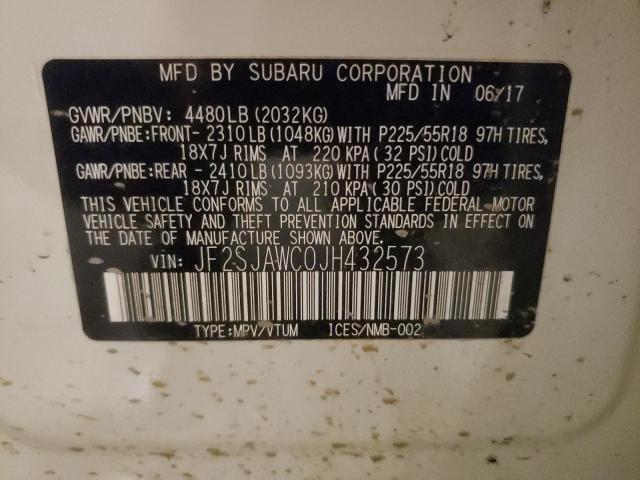 MFD BY SUBARU CORPORATION
MFD IN 06/17
GVWR/PNBV: 4480LB(2032KG)
GAWR/PNBE:FRONT-2310LB(1048KG)WITH P225/55R18 97H TIRES,
18X7J RIMS AT 220 KPA(32 PSI)COLD
GAWR/PNBE:REAR -2410LB(1093KG)WITH P225/55R18 97H TIRES,
18X7J RIMS AT 210 KPA(30 PSI)COLD
THIS VEHICLE CONFORMS TO ALL APPLICABLE FEDERAL MOTOR
VEHICLE SAFETY AND THEFT PREVENTION STANDARDS IN EFFECT ON
THE DATE OF MANUFACTURE SHOWN ABOVE.
VIN: JF2SJAWC0JH432573
TYPE:MPV/VTUM ICES/NMB-002